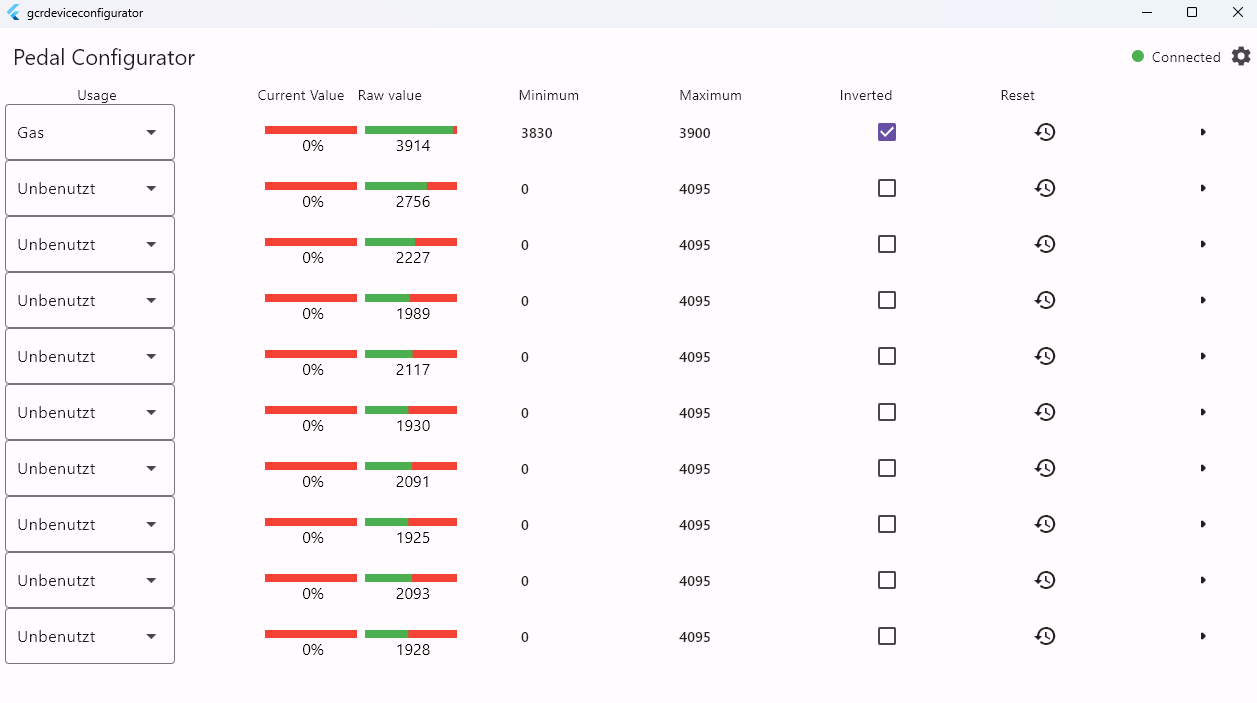 gcrdeviceconfigurator
Pedal Configurator
Connected
Usage Current Value Raw value Minimum Maximum Inverted Reset
Gas 0% 3914 3830 3900
Unbenutzt 0% 2756 0 4095
Unbenutzt 0% 2227 0 4095
Unbenutzt 0% 1989 0 4095
Unbenutzt 0% 2117 0 4095
Unbenutzt 0% 1930 0 4095
Unbenutzt 0% 2091 0 4095
Unbenutzt 0% 1925 0 4095
Unbenutzt 0% 2093 0 4095
Unbenutzt 0% 1928 0 4095